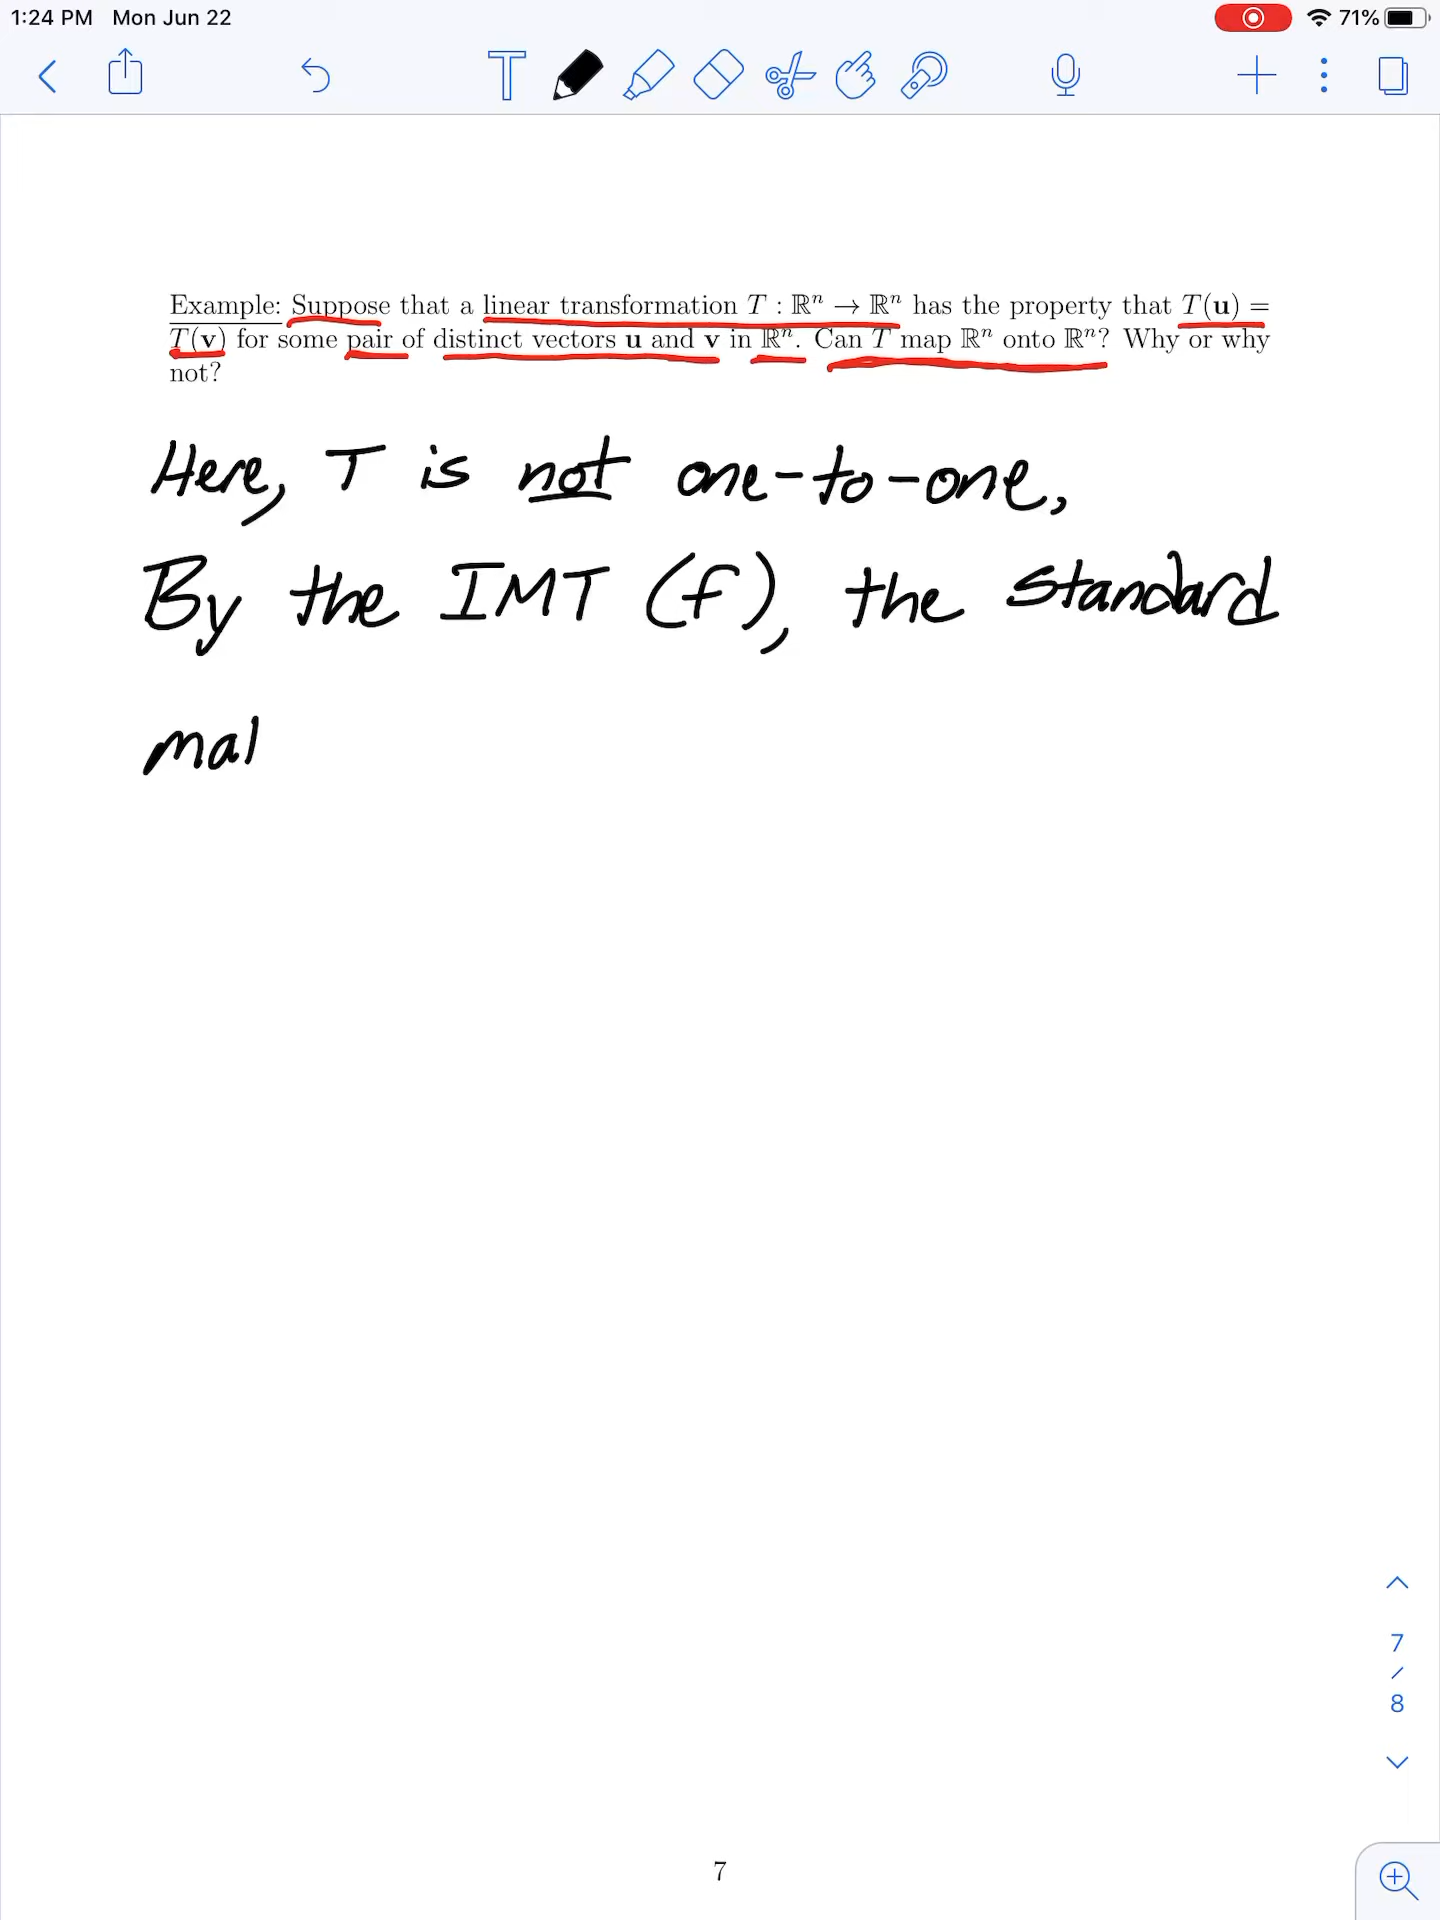 1:24 PM Mon Jun 22 71%
T
Example: Suppose that a linear transformation T : ℝⁿ → ℝⁿ has the property that T(u) =
T(v) for some pair of distinct vectors u and v in ℝⁿ. Can T map ℝⁿ onto ℝⁿ? Why or why
not?
Here, T is not one-to-one,
By the IMT (f), the standard
mal
7
/
8
7